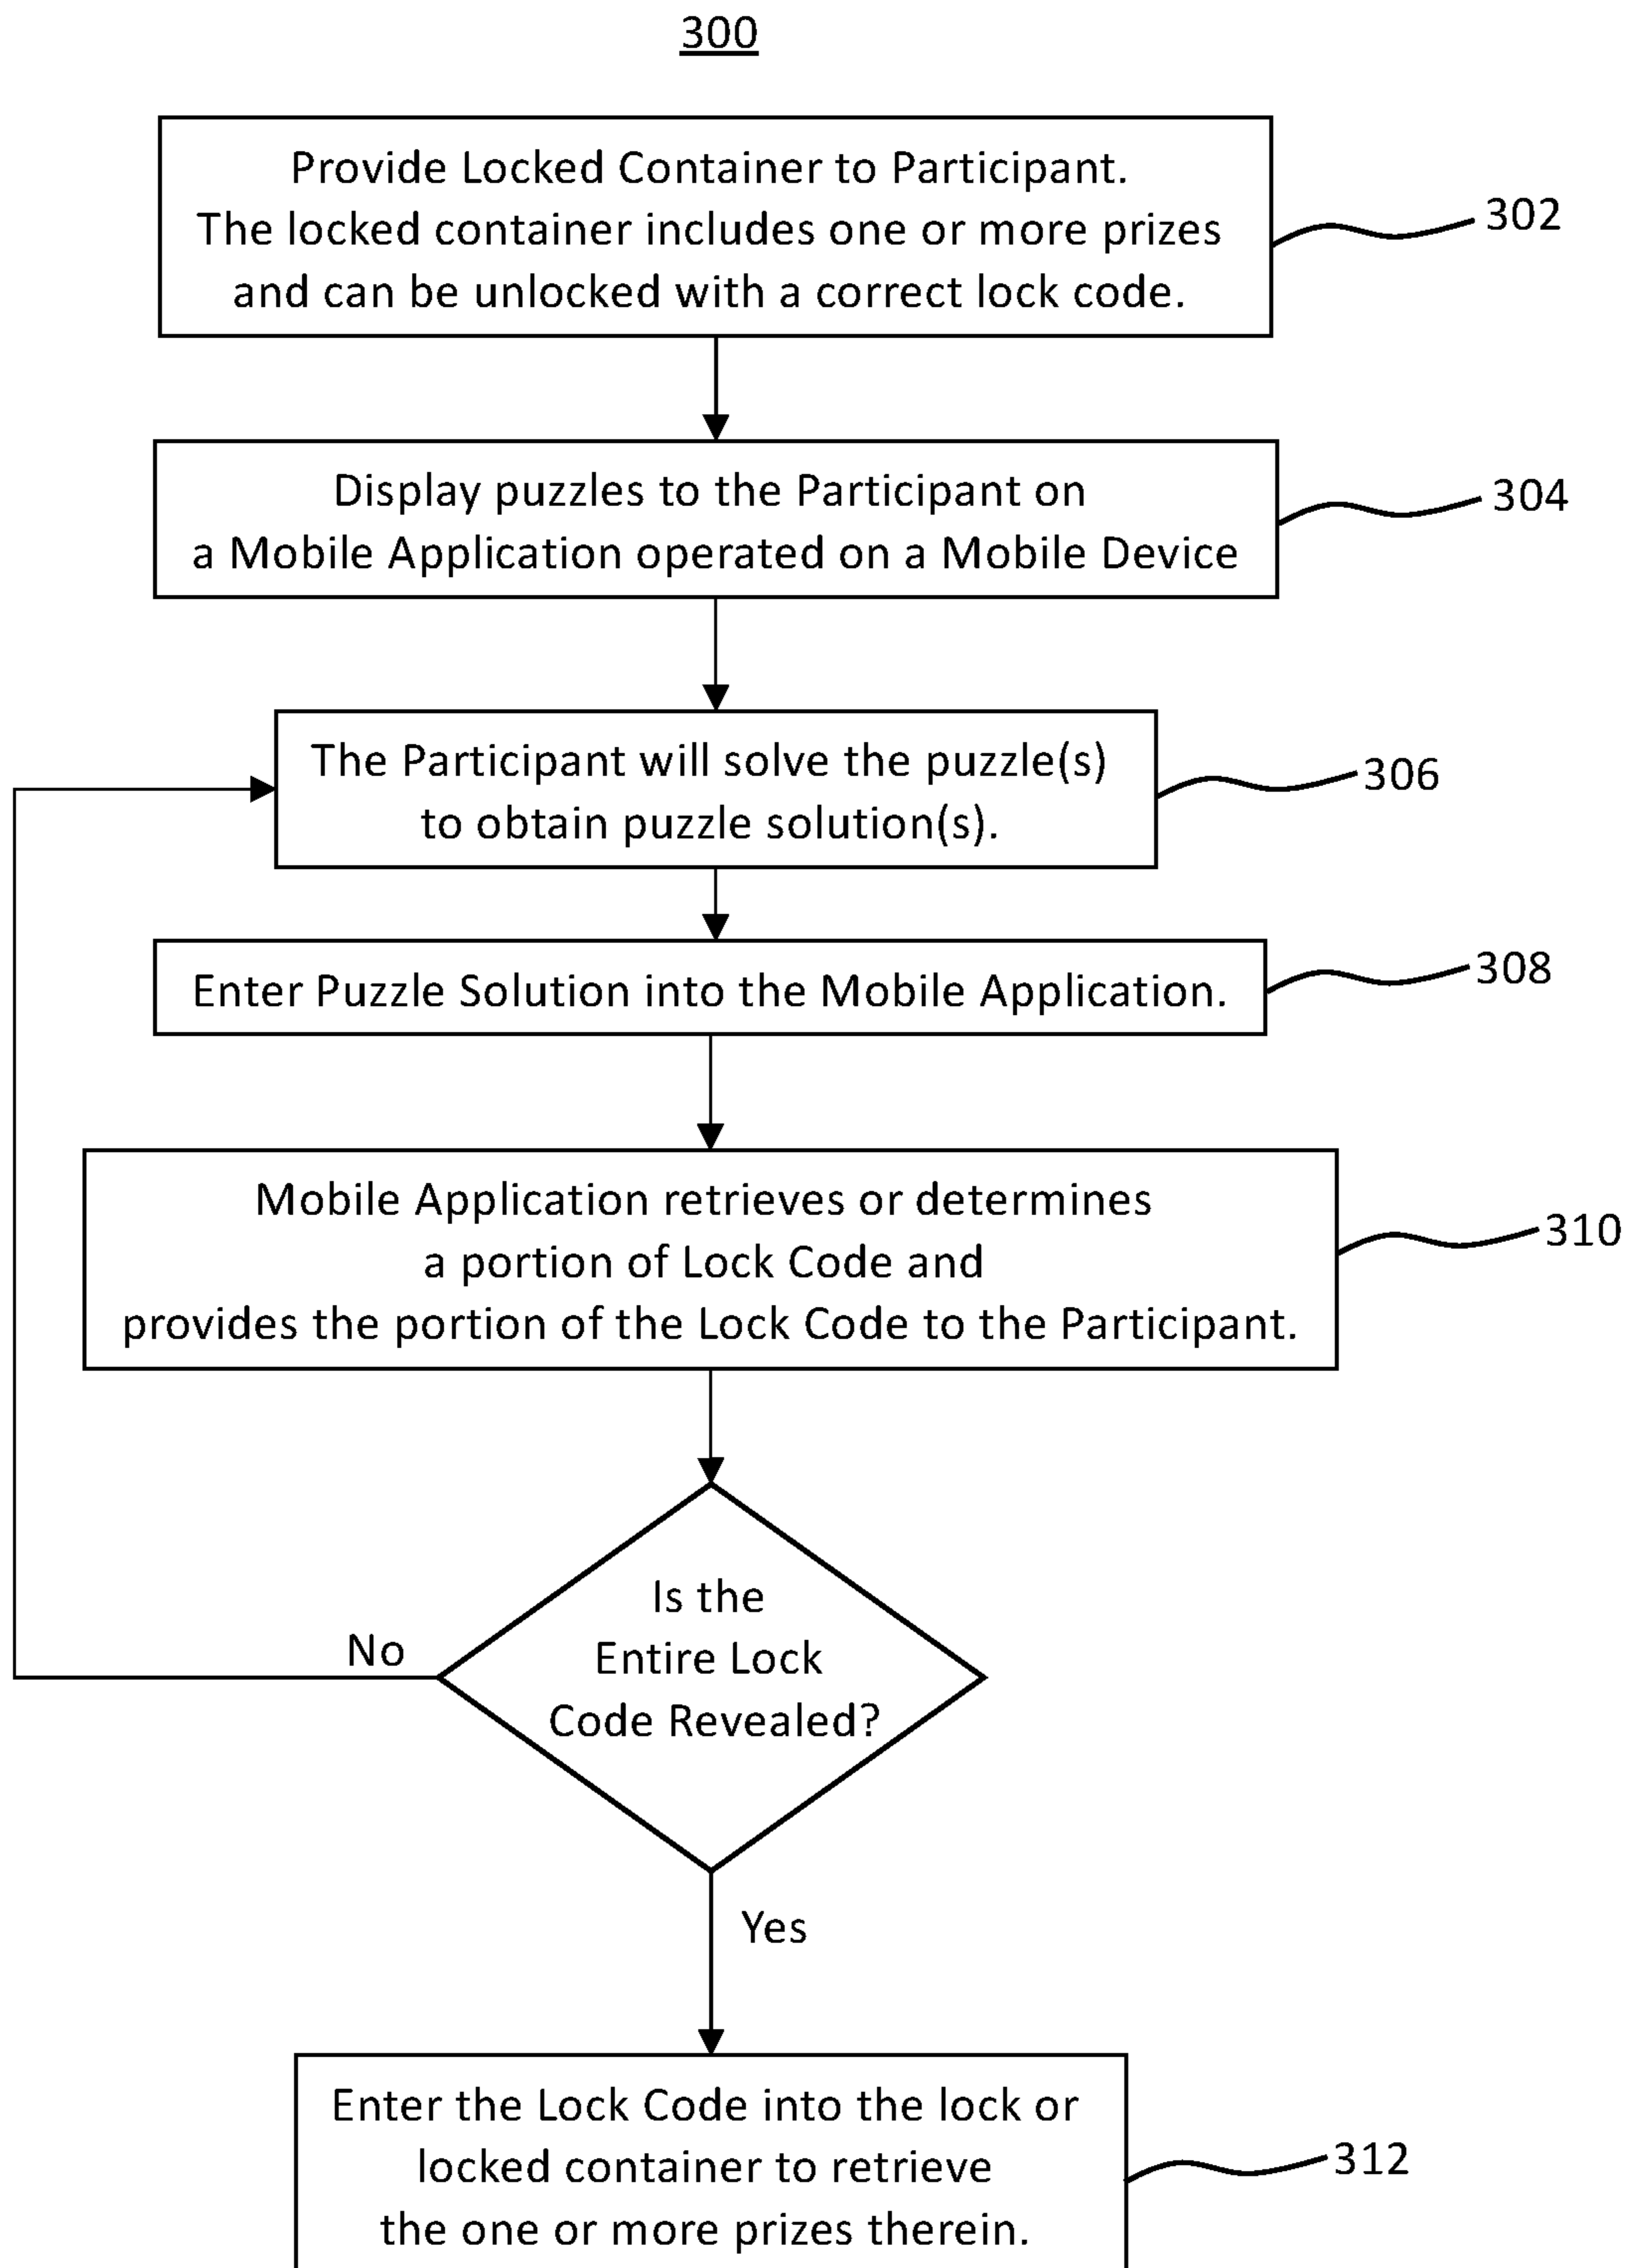 300
Provide Locked Container to Participant.
The locked container includes one or more prizes
and can be unlocked with a correct lock code.
302
Display puzzles to the Participant on
a Mobile Application operated on a Mobile Device
304
The Participant will solve the puzzle(s)
to obtain puzzle solution(s).
306
Enter Puzzle Solution into the Mobile Application.
308
Mobile Application retrieves or determines
a portion of Lock Code and
provides the portion of the Lock Code to the Participant.
310
Is the
Entire Lock
Code Revealed?
No
Yes
Enter the Lock Code into the lock or
locked container to retrieve
the one or more prizes therein.
312